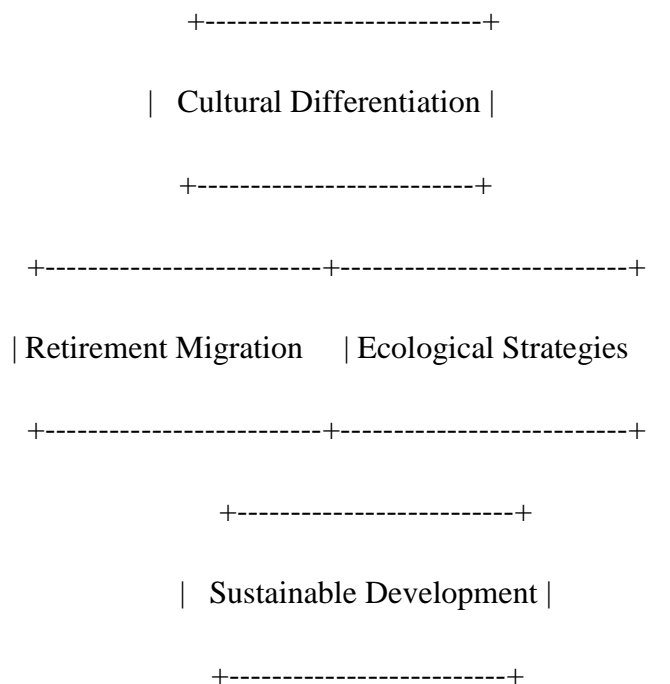 +--------------------------+
| Cultural Differentiation |
+--------------------------+
+--------------------------+---------------------------+
| Retirement Migration | Ecological Strategies
+--------------------------+---------------------------+
+--------------------------+
| Sustainable Development |
+--------------------------+